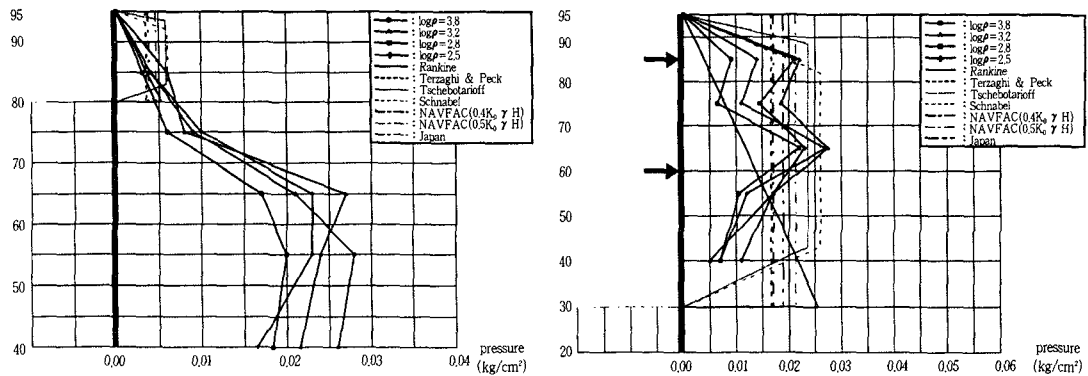 95
90
80
75
70
65
60
55
50
45
40
0.00
0.01
0.02
0.03
0.04
pressure
(kg/cm²)
: logρ=3.8
: logρ=3.2
: logρ=2.8
: logρ=2.5
: Rankine
: Terzaghi & Peck
: Tschebotarioff
: Schnabel
: NAVFAC(0.4K₀ γ H)
: NAVFAC(0.5K₀ γ H)
: Japan
95
90
80
70
60
50
40
30
20
0.00
0.01
0.02
0.03
0.04
0.05
0.06
pressure
(kg/cm²)
: logρ=3.8
: logρ=3.2
: logρ=2.8
: logρ=2.5
: Rankine
: Terzaghi & Peck
: Tschebotarioff
: Schnabel
: NAVFAC(0.4K₀ γ H)
: NAVFAC(0.5K₀ γ H)
: Japan